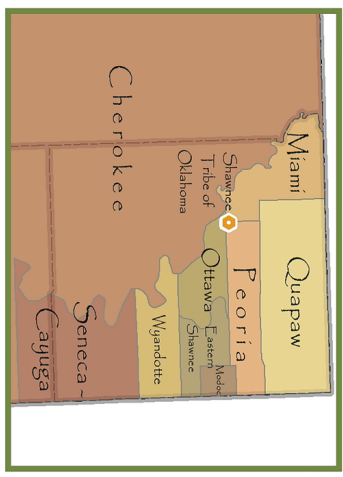 Cherokee
Shawnee
Tribe of
Oklahoma
Miami
Quapaw
Peoria
Ottawa
Modoc
Eastern
Shawnee
Wyandotte
Seneca ~
Cayuga